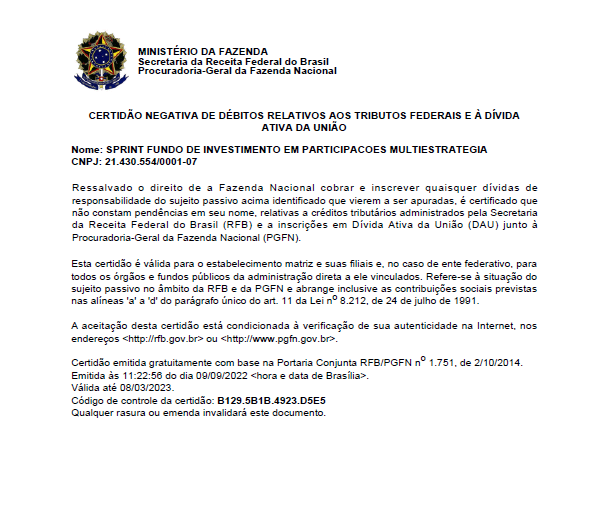 MINISTÉRIO DA FAZENDA
Secretaria da Receita Federal do Brasil
Procuradoria-Geral da Fazenda Nacional
CERTIDÃO NEGATIVA DE DÉBITOS RELATIVOS AOS TRIBUTOS FEDERAIS E À DÍVIDA
ATIVA DA UNIÃO
Nome: SPRINT FUNDO DE INVESTIMENTO EM PARTICIPACOES MULTIESTRATEGIA
CNPJ: 21.430.554/0001-07
Ressalvado o direito de a Fazenda Nacional cobrar e inscrever quaisquer dívidas de
responsabilidade do sujeito passivo acima identificado que vierem a ser apuradas, é certificado que
não constam pendências em seu nome, relativas a créditos tributários administrados pela Secretaria
da Receita Federal do Brasil (RFB) e a inscrições em Dívida Ativa da União (DAU) junto à
Procuradoria-Geral da Fazenda Nacional (PGFN).
Esta certidão é válida para o estabelecimento matriz e suas filiais e, no caso de ente federativo, para
todos os órgãos e fundos públicos da administração direta a ele vinculados. Refere-se à situação do
sujeito passivo no âmbito da RFB e da PGFN e abrange inclusive as contribuições sociais previstas
nas alíneas 'a' a 'd' do parágrafo único do art. 11 da Lei nº 8.212, de 24 de julho de 1991.
A aceitação desta certidão está condicionada à verificação de sua autenticidade na Internet, nos
endereços <http://rfb.gov.br> ou <http://www.pgfn.gov.br>.
Certidão emitida gratuitamente com base na Portaria Conjunta RFB/PGFN nº 1.751, de 2/10/2014.
Emitida às 11:22:56 do dia 09/09/2022 <hora e data de Brasília>.
Válida até 08/03/2023.
Código de controle da certidão: B129.5B1B.4923.D5E5
Qualquer rasura ou emenda invalidará este documento.